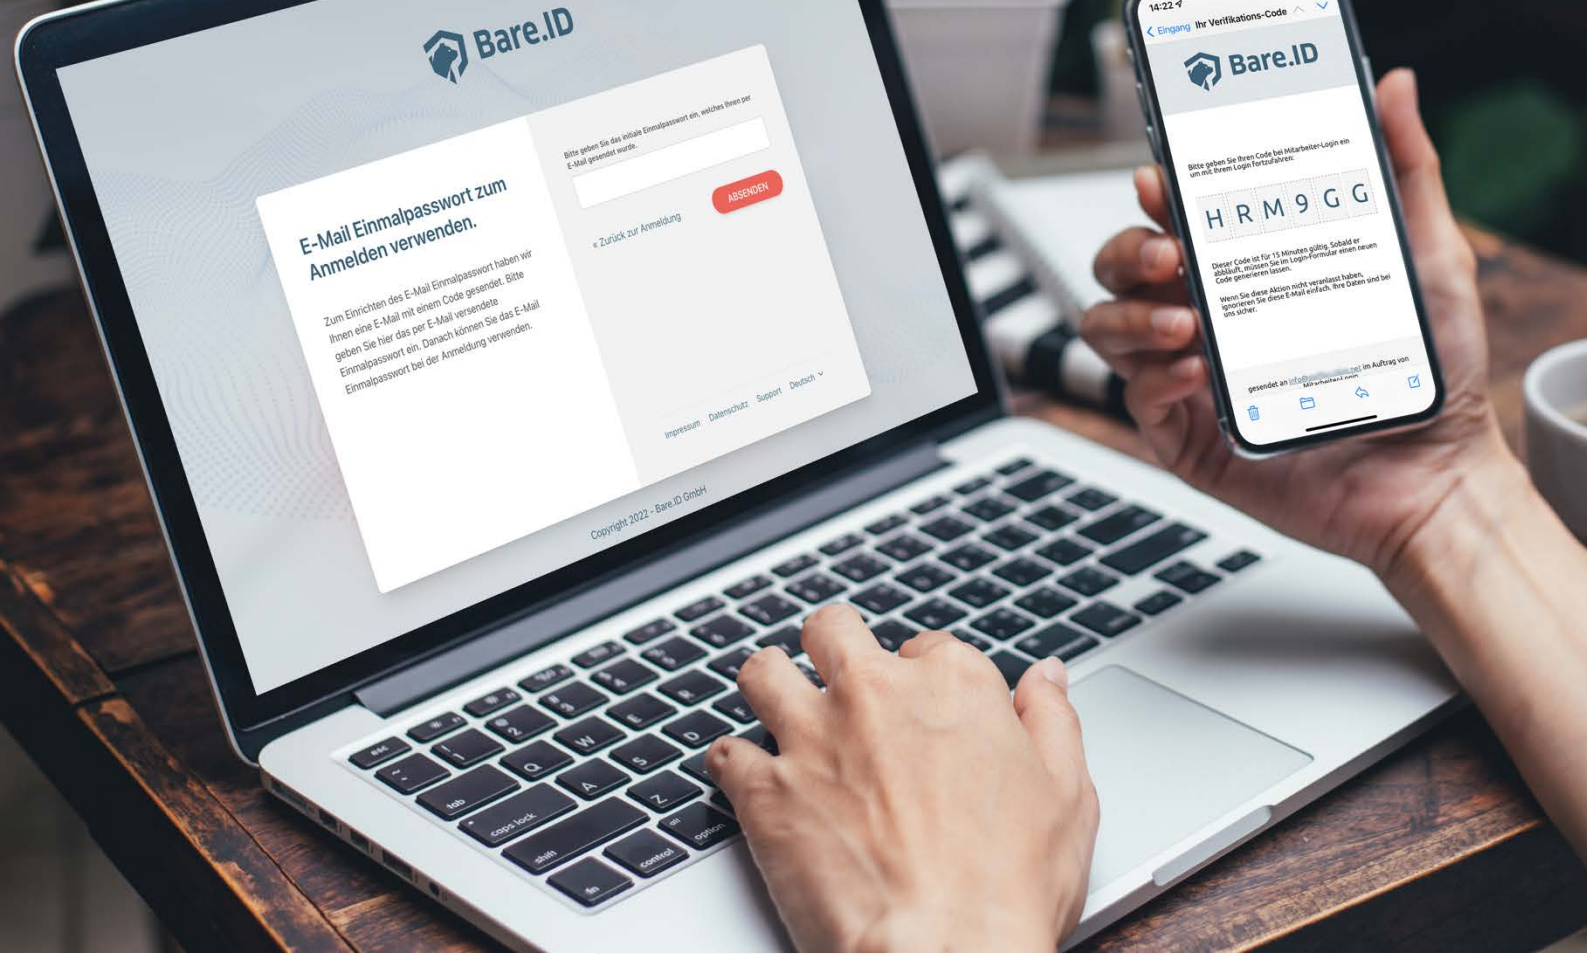 Bare.ID
E-Mail Einmalpasswort zum
Anmelden verwenden.
Zum Einrichten des E-Mail Einmalpasswort haben wir
Ihnen eine E-Mail mit einem Code gesendet. Bitte
geben Sie hier das per E-Mail versendete
Einmalpasswort ein. Danach können Sie das E-Mail
Einmalpasswort bei der Anmeldung verwenden.
Bitte geben Sie das initiale Einmalpasswort ein, welches Ihnen per
E-Mail gesendet wurde.
ABSENDEN
« Zurück zur Anmeldung
Impressum Datenschutz Support Deutsch
Copyright 2022 - Bare.ID GmbH
14:22
Eingang Ihr Verifikations-Code
Bare.ID
Bitte geben Sie Ihren Code bei Mitarbeiter-Login ein
um mit Ihrem Login fortzufahren:
H R M 9 G G
Dieser Code ist für 15 Minuten gültig. Sobald er
abbläuft, müssen Sie im Login-Formular einen neuen
Code generieren lassen.
Wenn Sie diese Aktion nicht veranlasst haben,
ignorieren Sie diese E-Mail einfach. Ihre Daten sind bei
uns sicher.
gesendet an im Auftrag von
Mitarbeiter-Login
esc
~
! 1
@ 2
3
4
tab
Q
W
E
R
caps lock
A
S
D
F
shift
Z
fn
control
alt option